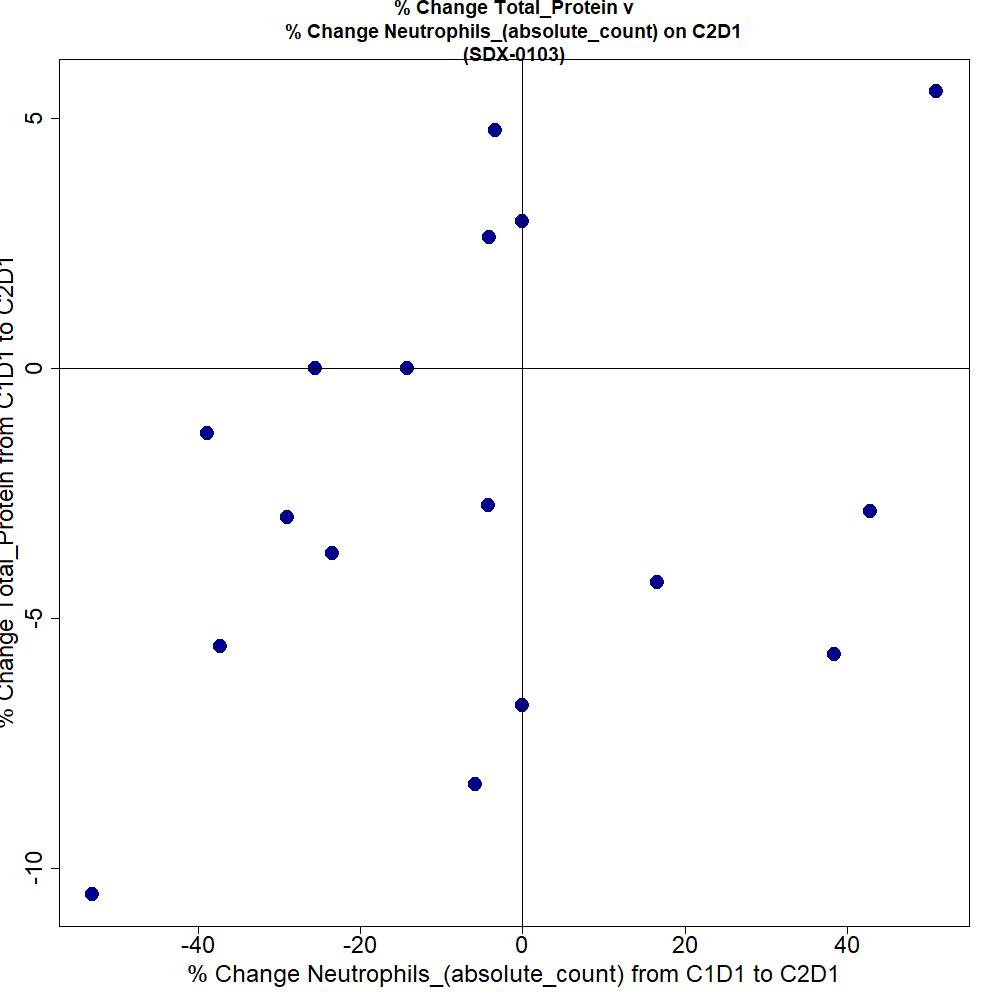 % Change Total_Protein v
% Change Neutrophils_(absolute_count) on C2D1
(SDX-0103)
% Change Total_Protein from C1D1 to C2D1
5
0
-5
-10
-40
-20
0
20
40
% Change Neutrophils_(absolute_count) from C1D1 to C2D1